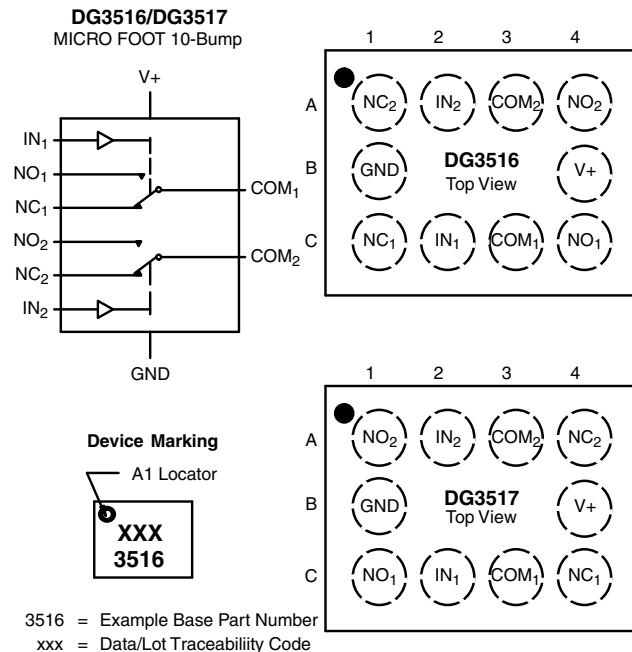 DG3516/DG3517
MICRO FOOT 10-Bump
V+
IN1
NO1
NC1
NO2
NC2
IN2
COM1
COM2
GND
Device Marking
A1 Locator
XXX
3516
3516 = Example Base Part Number
xxx = Data/Lot Traceabiliity Code
1 2 3 4
A NC2 IN2 COM2 NO2
B GND DG3516 V+
Top View
C NC1 IN1 COM1 NO1
1 2 3 4
A NO2 IN2 COM2 NC2
B GND DG3517 V+
Top View
C NO1 IN1 COM1 NC1